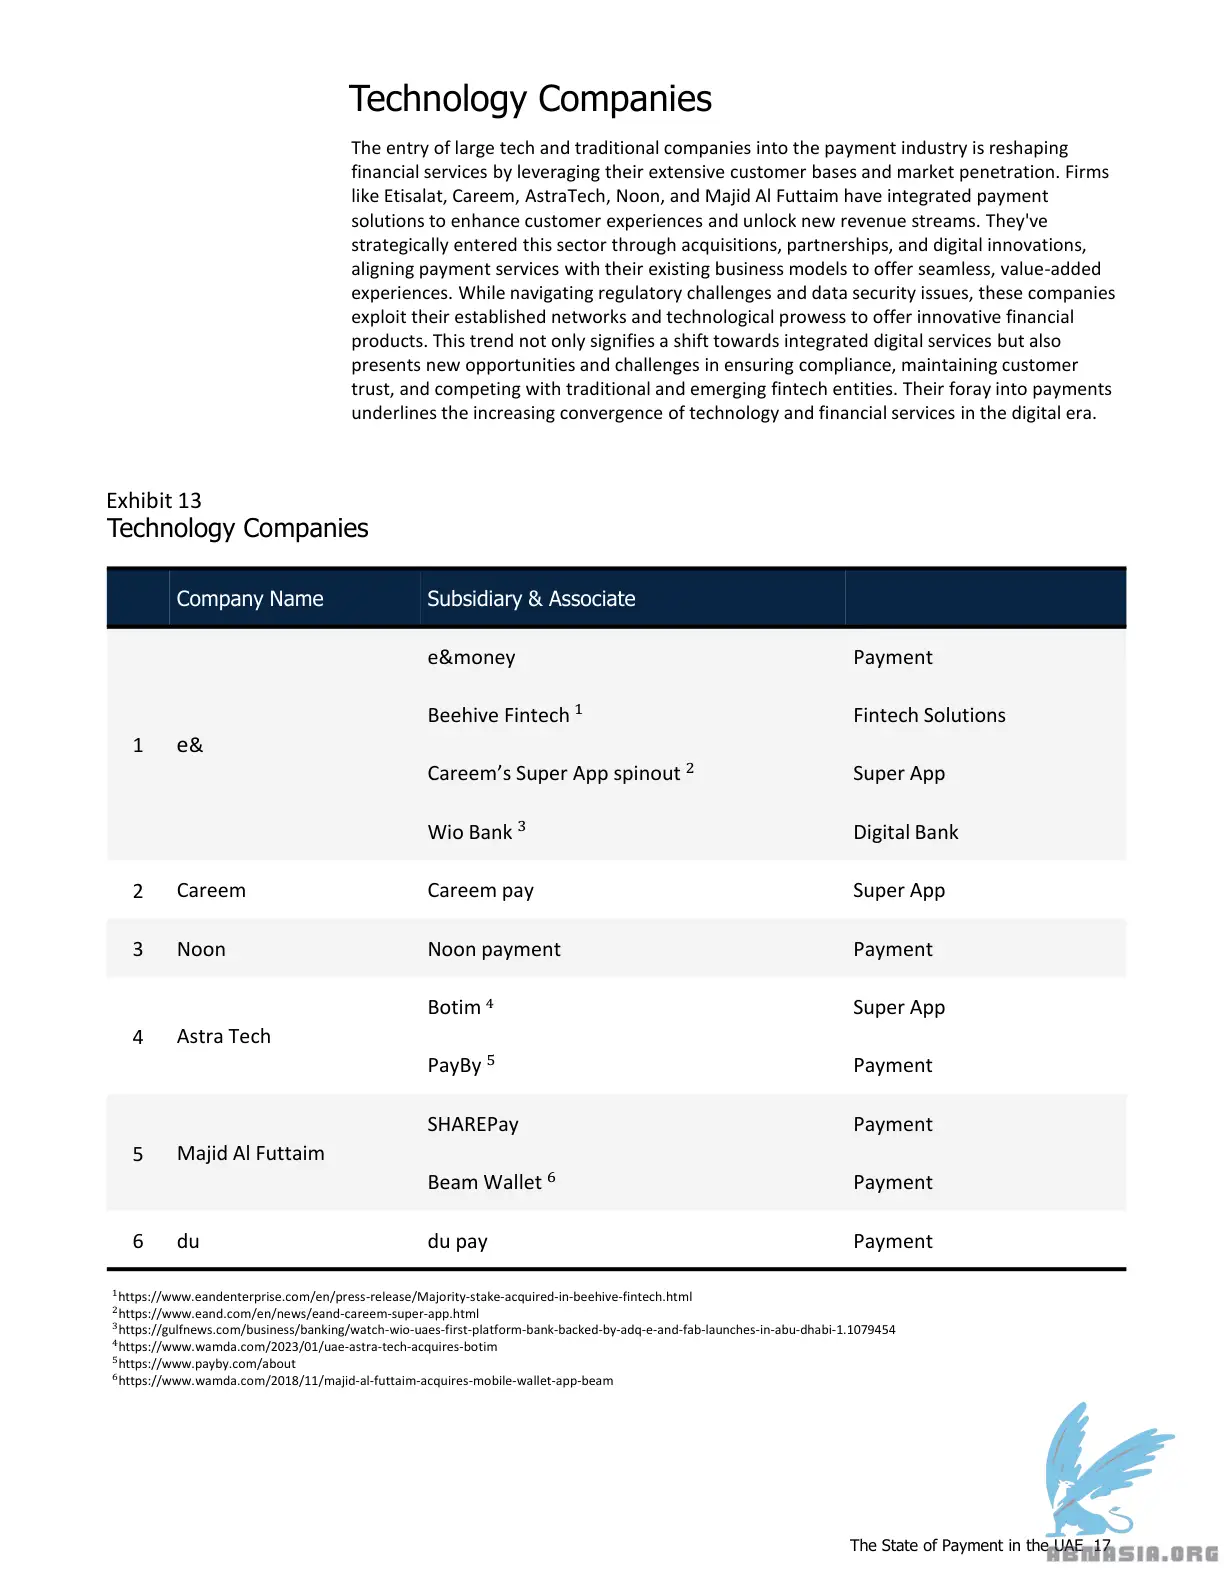 Technology Companies
The entry of large tech and traditional companies into the payment industry is reshaping
financial services by leveraging their extensive customer bases and market penetration. Firms
like Etisalat, Careem, AstraTech, Noon, and Majid Al Futtaim have integrated payment
solutions to enhance customer experiences and unlock new revenue streams. They've
strategically entered this sector through acquisitions, partnerships, and digital innovations,
aligning payment services with their existing business models to offer seamless, value-added
experiences. While navigating regulatory challenges and data security issues, these companies
exploit their established networks and technological prowess to offer innovative financial
products. This trend not only signifies a shift towards integrated digital services but also
presents new opportunities and challenges in ensuring compliance, maintaining customer
trust, and competing with traditional and emerging fintech entities. Their foray into payments
underlines the increasing convergence of technology and financial services in the digital era.
Exhibit 13
Technology Companies
Company Name Subsidiary & Associate
e&money Payment
Beehive Fintech 1 Fintech Solutions
1 e&
Careem’s Super App spinout 2 Super App
Wio Bank 3 Digital Bank
2 Careem Careem pay Super App
3 Noon Noon payment Payment
Botim 4 Super App
4 Astra Tech
PayBy 5 Payment
SHAREPay Payment
5 Majid Al Futtaim
Beam Wallet 6 Payment
6 du du pay Payment
1https://www.eandenterprise.com/en/press-release/Majority-stake-acquired-in-beehive-fintech.html
2https://www.eand.com/en/news/eand-careem-super-app.html
3https://gulfnews.com/business/banking/watch-wio-uaes-first-platform-bank-backed-by-adq-e-and-fab-launches-in-abu-dhabi-1.1079454
4https://www.wamda.com/2023/01/uae-astra-tech-acquires-botim
5https://www.payby.com/about
6https://www.wamda.com/2018/11/majid-al-futtaim-acquires-mobile-wallet-app-beam
The State of Payment in the UAE 17
ABNASIA.ORG